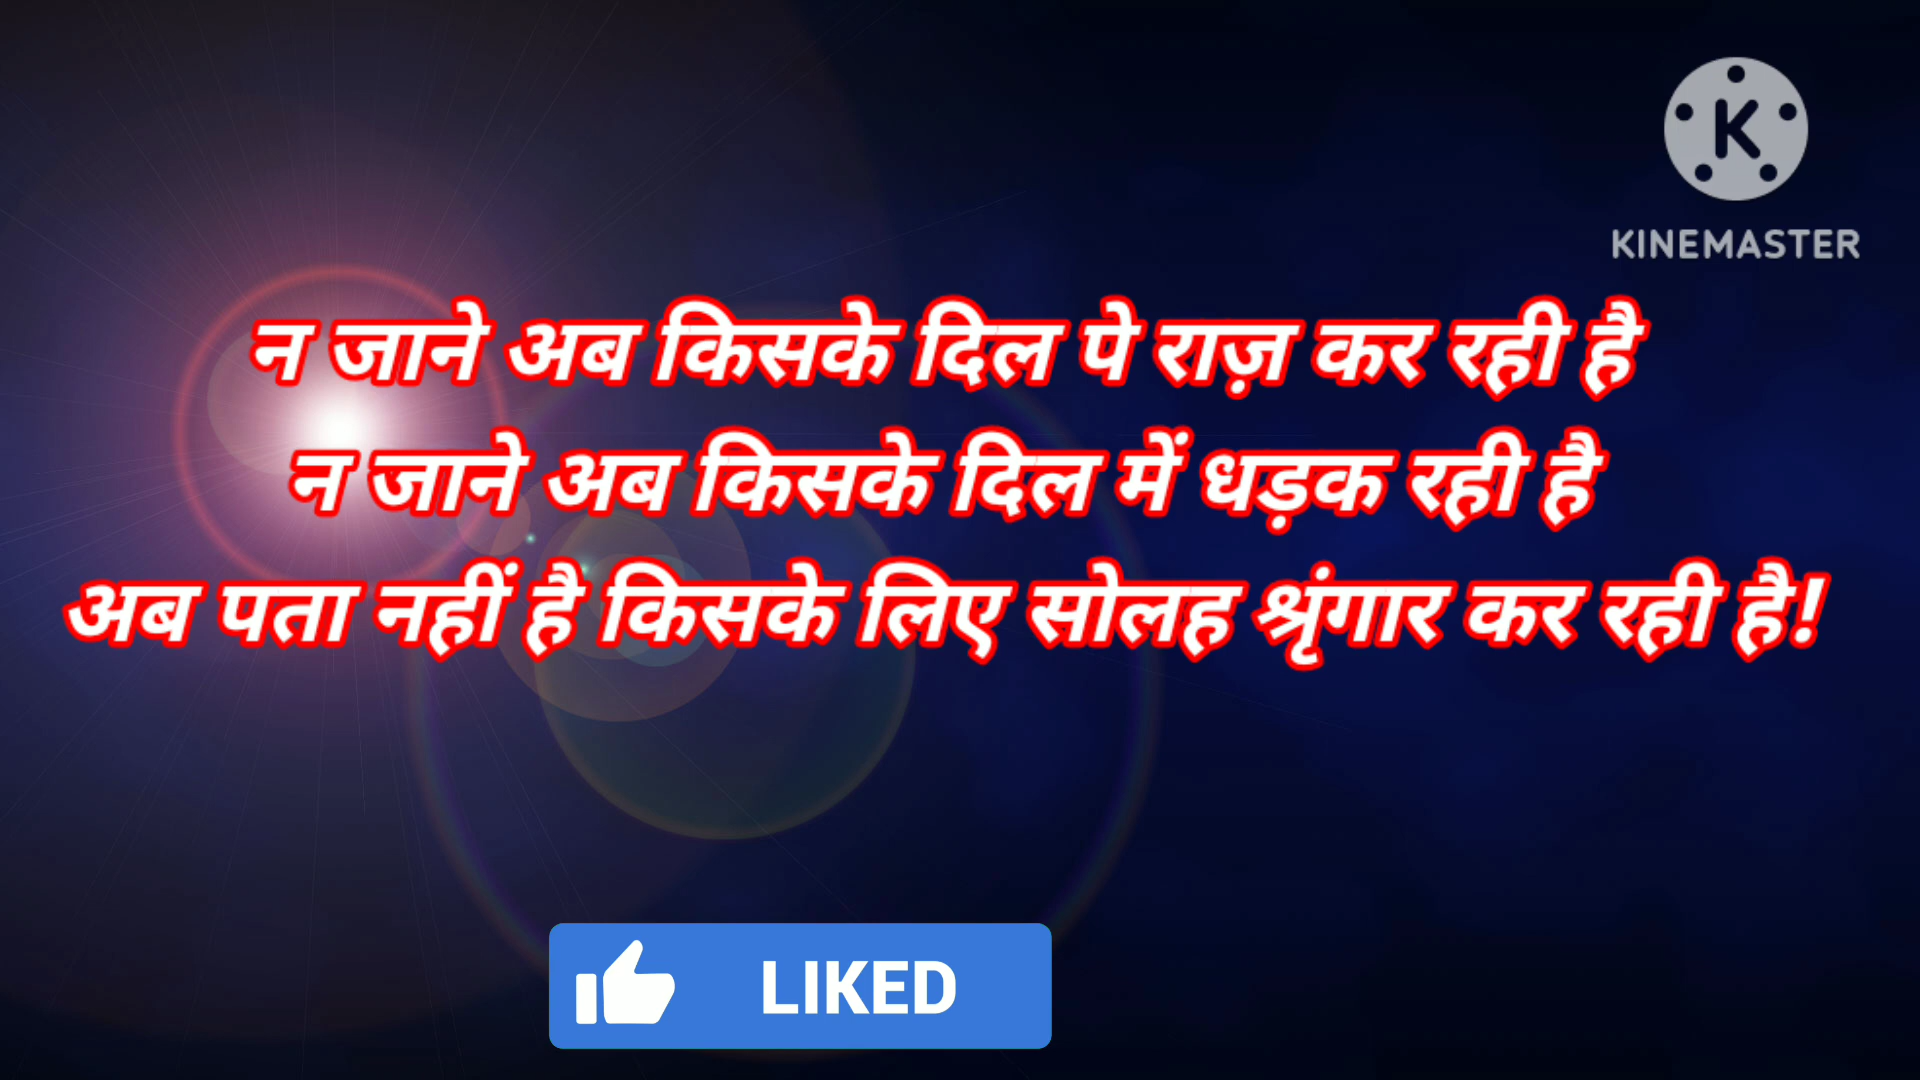 KINEMASTER
न जाने अब किसके दिल पे राज़ कर रही है
न जाने अब किसके दिल में धड़क रही है
अब पता नहीं है किसके लिए सोलह श्रृंगार कर रही है!
LIKED